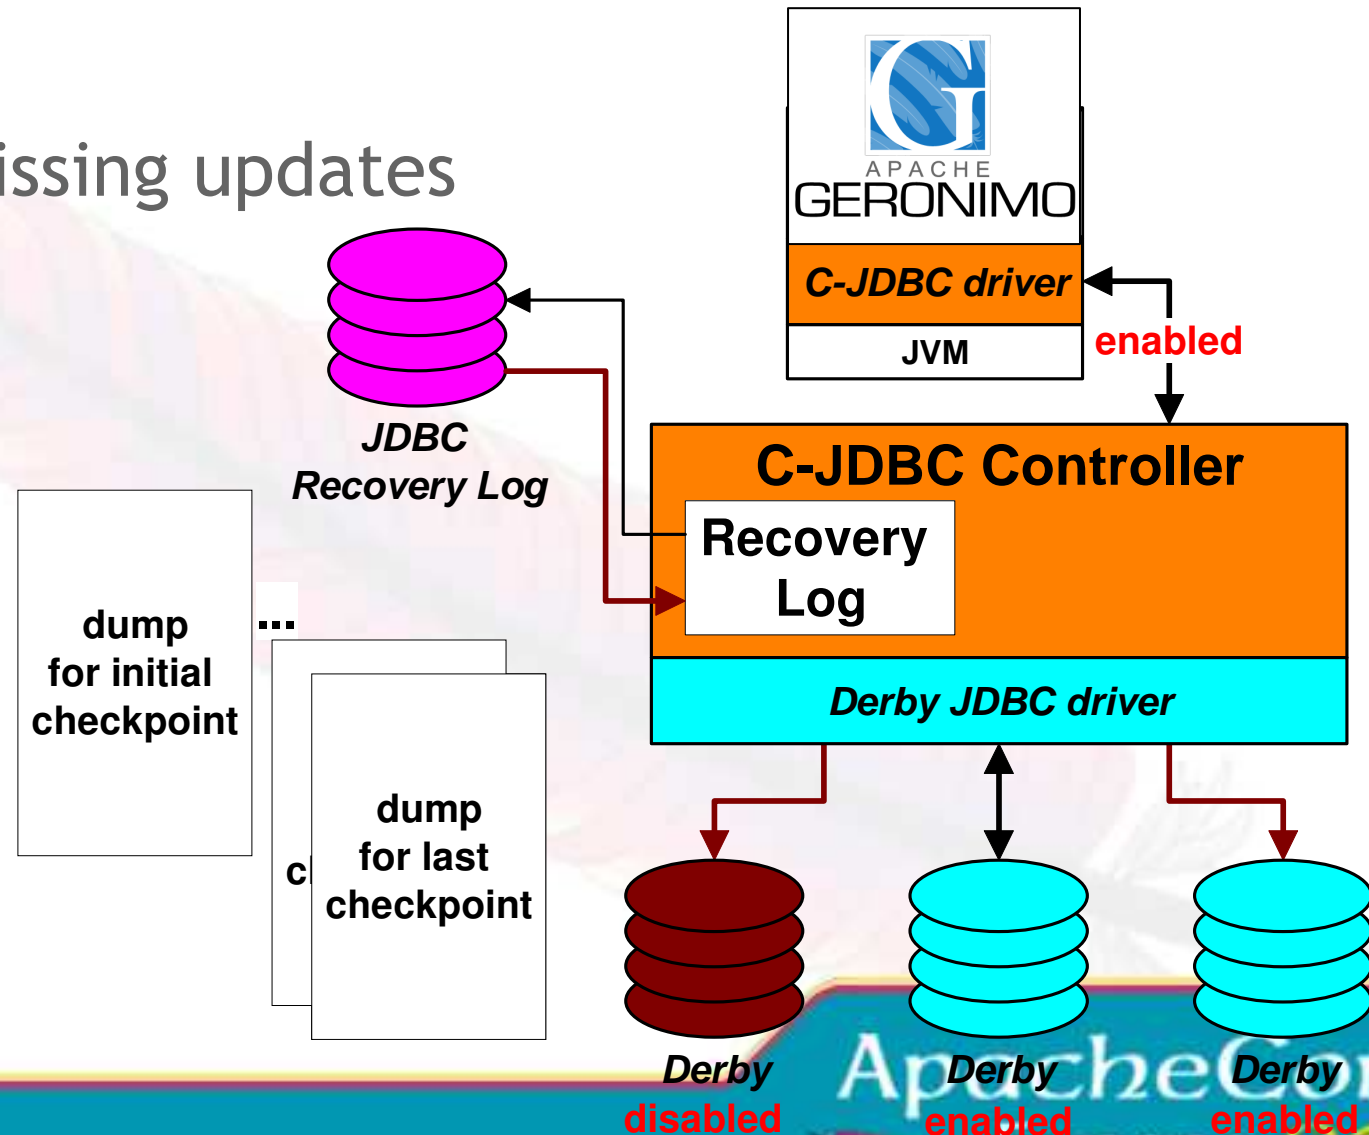 issing updates
APACHE
GERONIMO
C-JDBC driver
JVM
enabled
JDBC
Recovery Log
C-JDBC Controller
Recovery
Log
Derby JDBC driver
dump
for initial
checkpoint
...
dump
for last
checkpoint
Derby
disabled
Derby
enabled
Derby
enabled